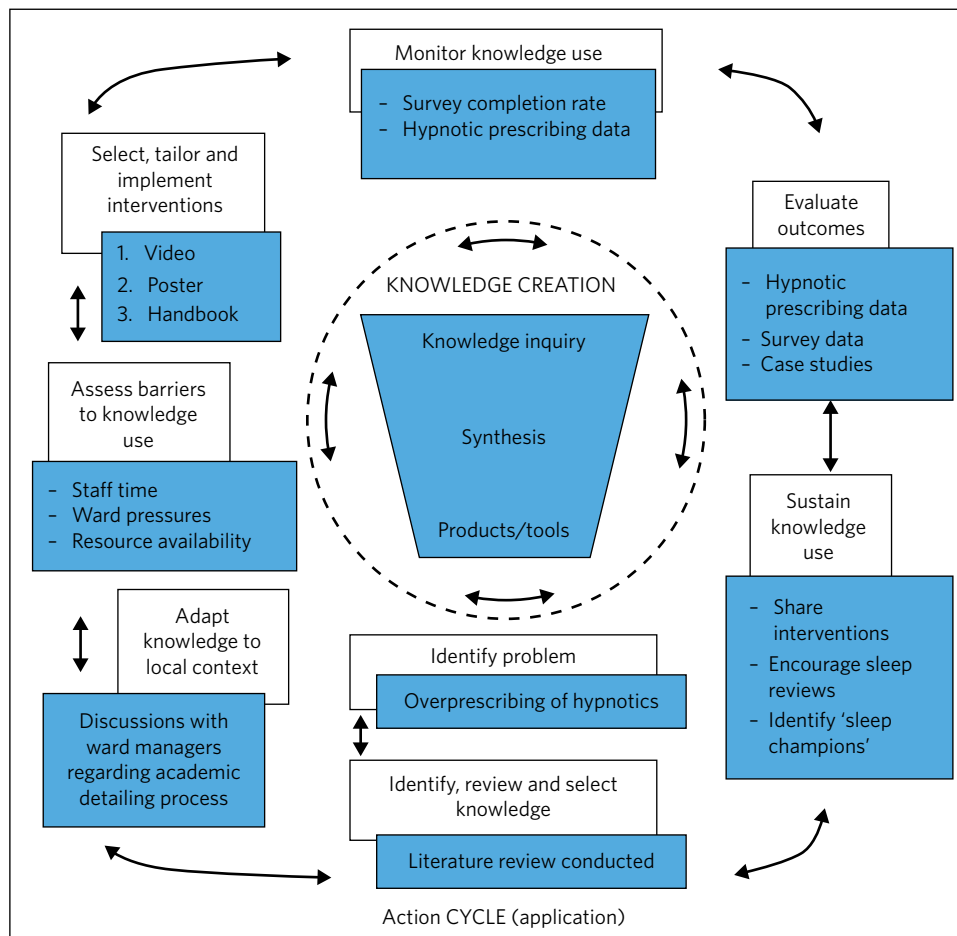 Monitor knowledge use
– Survey completion rate
– Hypnotic prescribing data
Select, tailor and
implement
interventions
1. Video
2. Poster
3. Handbook
Evaluate
outcomes
– Hypnotic
prescribing data
– Survey data
– Case studies
KNOWLEDGE CREATION
Knowledge inquiry
Synthesis
Products/tools
Assess barriers
to knowledge
use
– Staff time
– Ward pressures
– Resource availability
Sustain
knowledge
use
– Share
interventions
– Encourage sleep
reviews
– Identify ‘sleep
champions’
Adapt
knowledge to
local context
Discussions with
ward managers
regarding academic
detailing process
Identify problem
Overprescribing of hypnotics
Identify, review and select
knowledge
Literature review conducted
Action CYCLE (application)